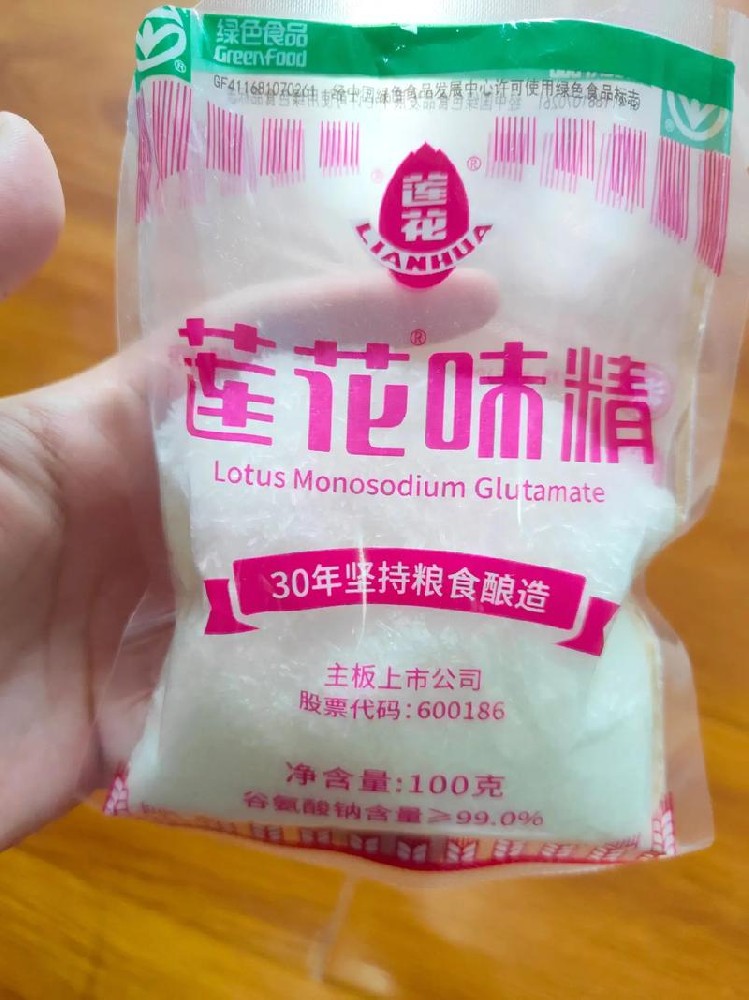 绿色食品
Greenfood
®
GF411681070261 经中国绿色食品发展中心许可使用绿色食品标志
®
莲
花
LIANHUA
莲花味精
®
Lotus Monosodium Glutamate
30年坚持粮食酿造
主板上市公司
股票代码:600186
净含量:100克
谷氨酸钠含量≥99.0%